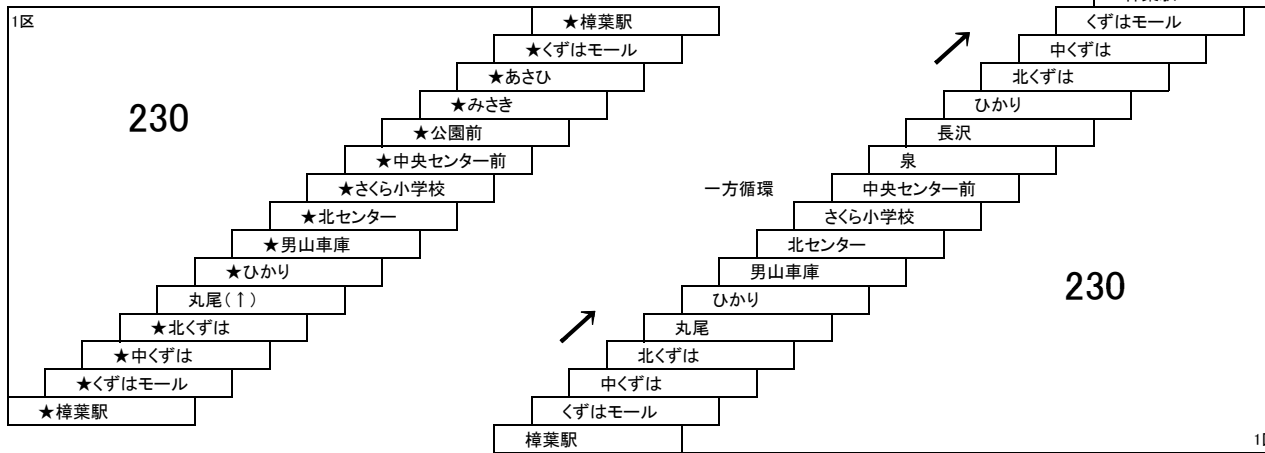 1区
★樟葉駅
★くずはモール
★あさひ
★みさき
230
★公園前
★中央センター前
★さくら小学校
★北センター
★男山車庫
★ひかり
丸尾(↑)
★北くずは
★中くずは
★くずはモール
★樟葉駅
くずはモール
中くずは
北くずは
ひかり
長沢
泉
一方循環
中央センター前
さくら小学校
北センター
男山車庫
230
ひかり
丸尾
北くずは
中くずは
くずはモール
樟葉駅